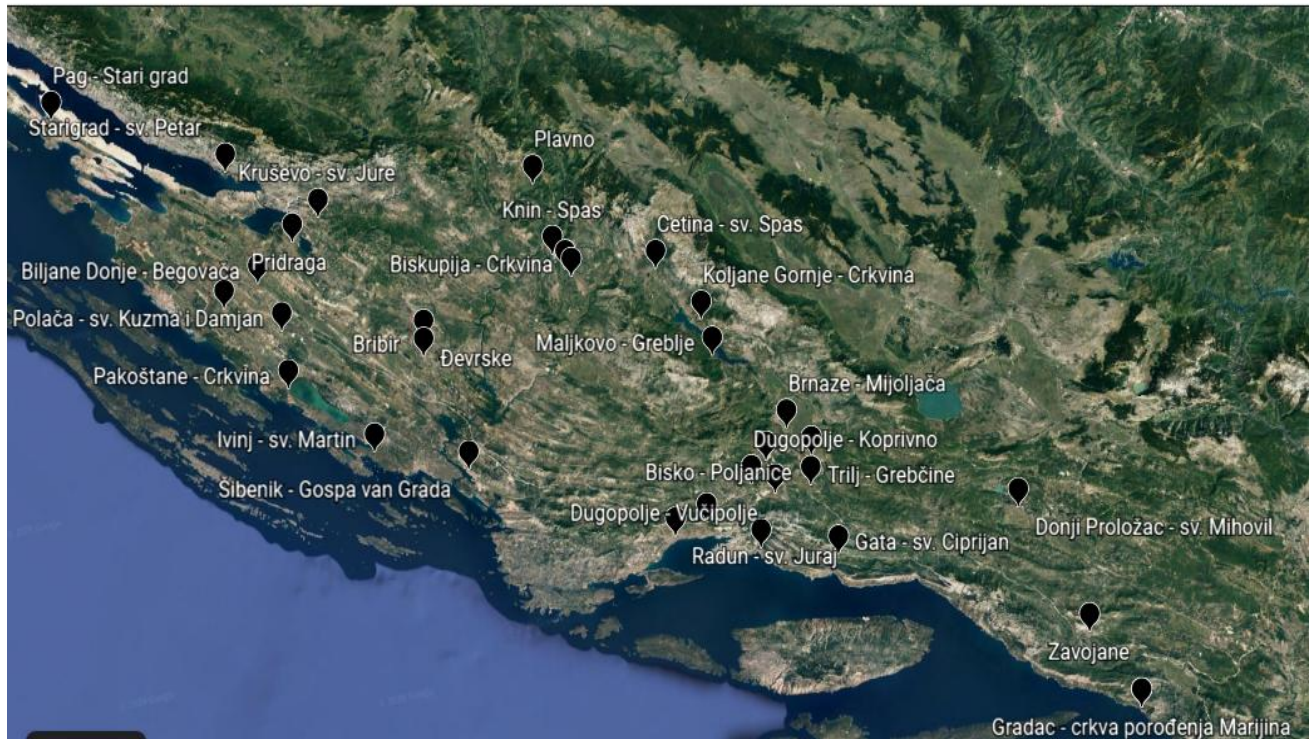 Pag - Stari grad
Starigrad - sv. Petar
Plavno
Kruševo - sv. Jure
Knin - Spas
Cetina - sv. Spas
Pridraga
Biskupija - Crkvina
Biljane Donje - Begovača
Koljane Gornje - Crkvina
Polača - sv. Kuzma i Damjan
Bribir
Maljkovo - Greblje
Đevrske
Pakoštane - Crkvina
Brnaze - Mijoljača
Ivinj - sv. Martin
Dugopolje - Koprivno
Bisko - Poljanice
Trilj - Grebčine
Šibenik - Gospa van Grada
Dugopolje - Vučipolje
Donji Proložac - sv. Mihovil
Radun - sv. Juraj
Gata - sv. Ciprijan
Zavojane
Gradac - crkva porođenja Marijina